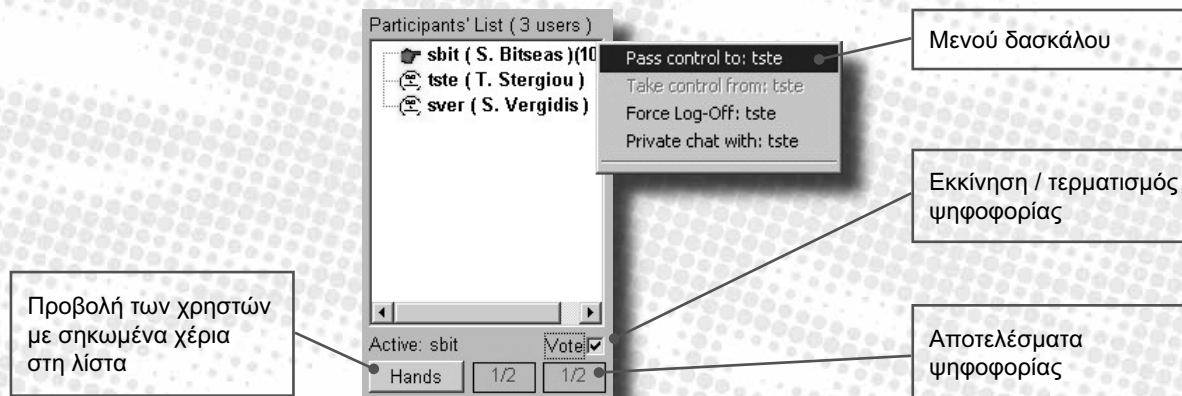 Participants' List ( 3 users )
sbit ( S. Bitseas )(10
tste ( T. Stergiou )
sver ( S. Vergidis )
Pass control to: tste
Take control from: tste
Force Log-Off: tste
Private chat with: tste
Μενού δασκάλου
Εκκίνηση / τερματισμός
ψηφοφορίας
Προβολή των χρηστών
με σηκωμένα χέρια
στη λίστα
Active: sbit Vote
Hands 1/2 1/2
Αποτελέσματα
ψηφοφορίας